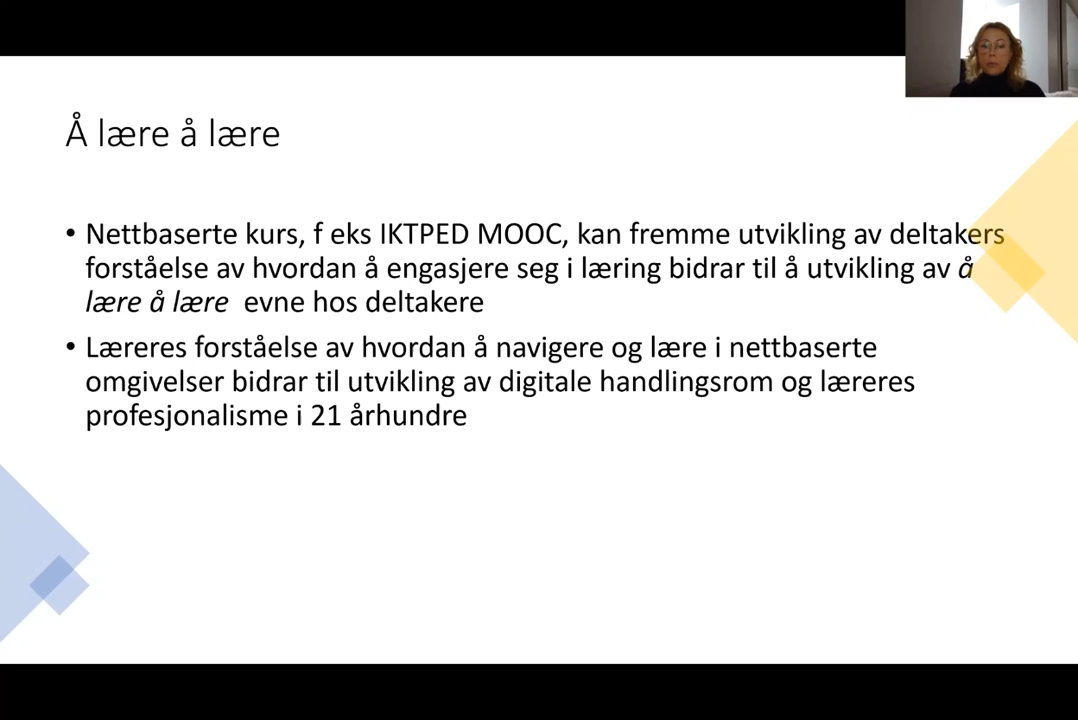 Å lære å lære
• Nettbaserte kurs, f eks IKTPED MOOC, kan fremme utvikling av deltakers
forståelse av hvordan å engasjere seg i læring bidrar til å utvikling av å
lære å lære evne hos deltakere
• Læreres forståelse av hvordan å navigere og lære i nettbaserte
omgivelser bidrar til utvikling av digitale handlingsrom og læreres
profesjonalisme i 21 århundre